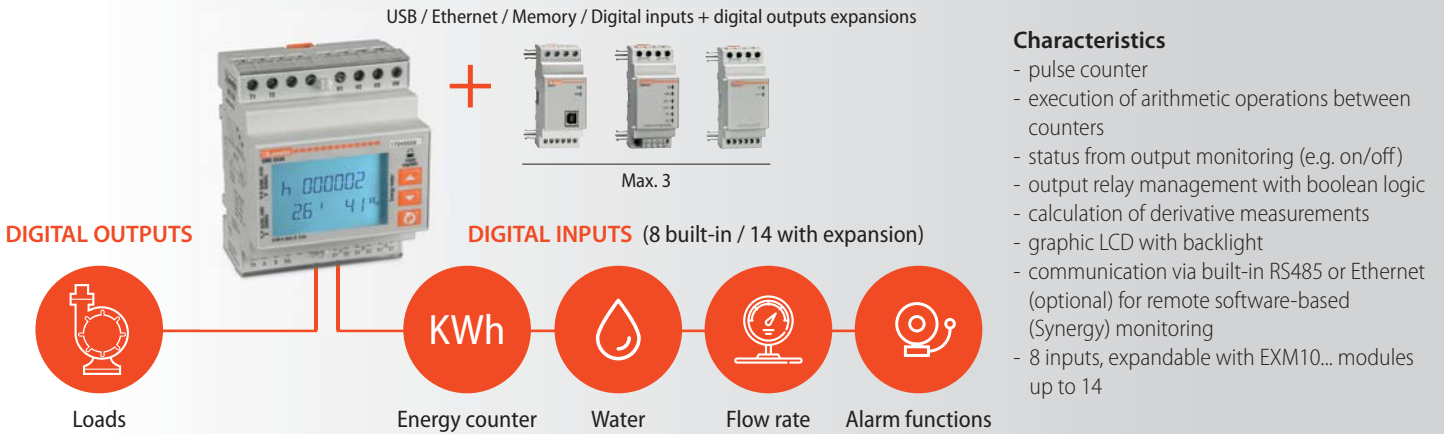 USB / Ethernet / Memory / Digital inputs + digital outputs expansions
+
Max. 3
h 000002
26' 41"
DIGITAL OUTPUTS
DIGITAL INPUTS (8 built-in / 14 with expansion)
KWh
Loads
Energy counter
Water
Flow rate
Alarm functions
Characteristics
- pulse counter
- execution of arithmetic operations between
counters
- status from output monitoring (e.g. on/off)
- output relay management with boolean logic
- calculation of derivative measurements
- graphic LCD with backlight
- communication via built-in RS485 or Ethernet
(optional) for remote software-based
(Synergy) monitoring
- 8 inputs, expandable with EXM10... modules
up to 14